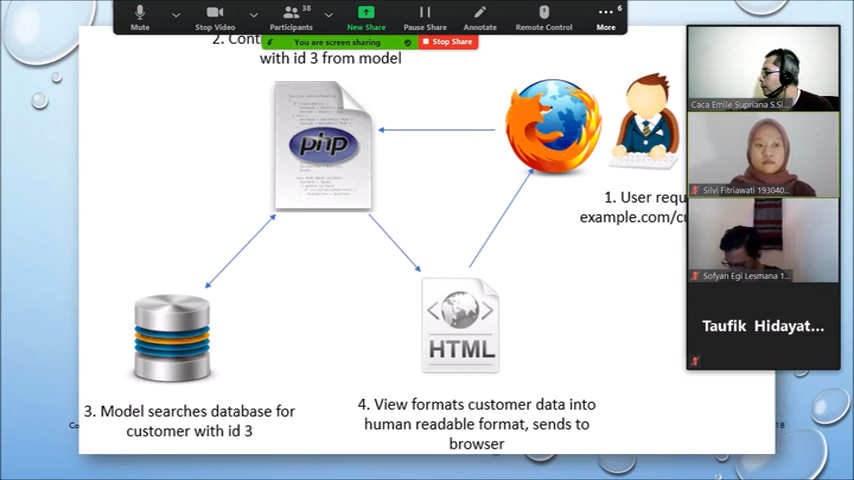 Mute
Stop Video
Participants
38
New Share
Pause Share
Annotate
Remote Control
More
6
You are screen sharing
Stop Share
2. Cont
with id 3 from model
php
1. User requ
example.com/cu
HTML
3. Model searches database for
customer with id 3
4. View formats customer data into
human readable format, sends to
browser
Caca Emile Supriana S.Si...
Silvi Fitriawati 193040...
Sofyan Egi Lesmana 1...
Taufik Hidayat...
18